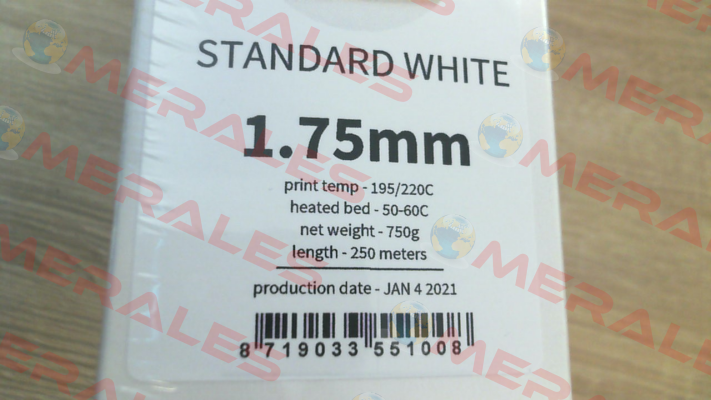 STANDARD WHITE
1.75mm
print temp - 195/220C
heated bed - 50-60C
net weight - 750g
length - 250 meters
production date - JAN 4 2021
8 719033 551008
MERALES
MERALES
MERALES
MERALES
MERALES